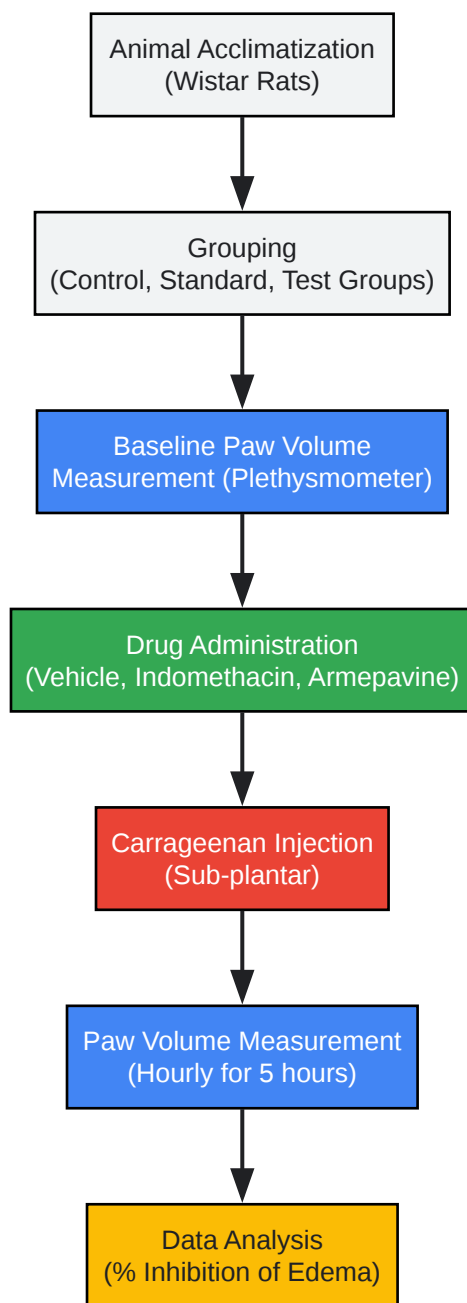 Animal Acclimatization
(Wistar Rats)
Grouping
(Control, Standard, Test Groups)
Baseline Paw Volume
Measurement (Plethysmometer)
Drug Administration
(Vehicle, Indomethacin, Armepavine)
Carrageenan Injection
(Sub-plantar)
Paw Volume Measurement
(Hourly for 5 hours)
Data Analysis
(% Inhibition of Edema)